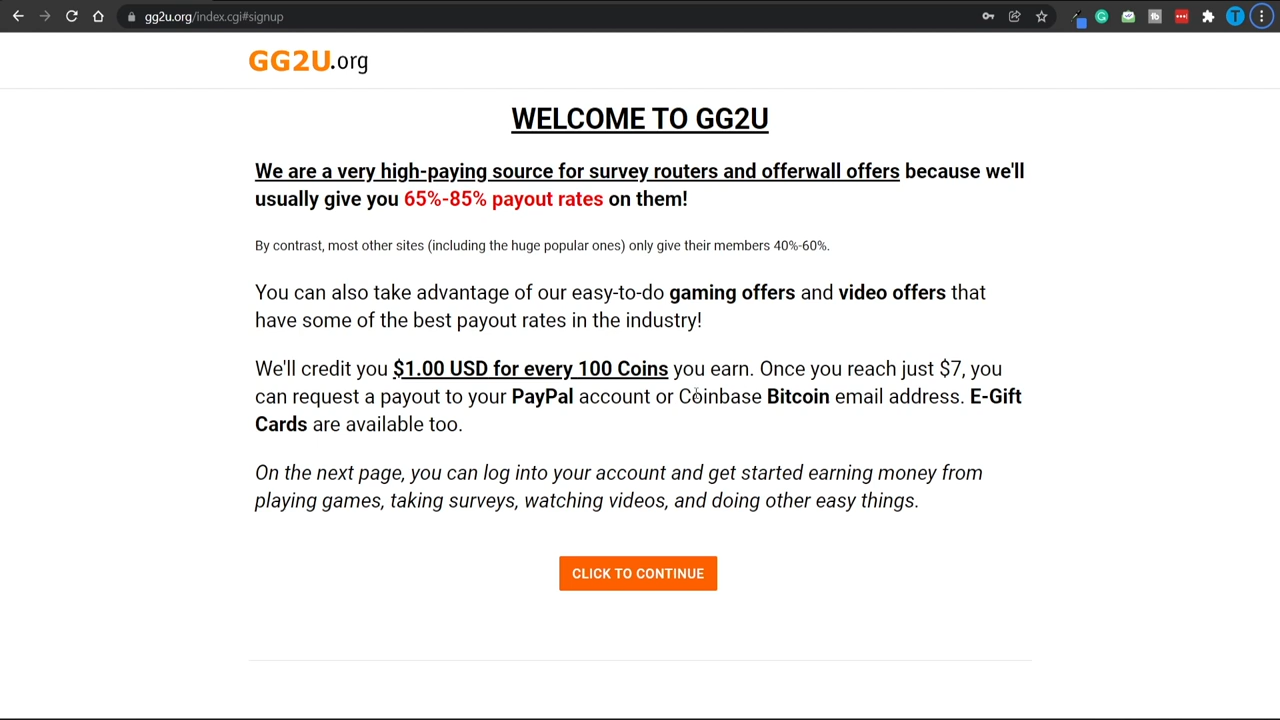 gg2u.org/index.cgi#signup
GG2U.org
WELCOME TO GG2U
We are a very high-paying source for survey routers and offerwall offers because we'll
usually give you 65%-85% payout rates on them!
By contrast, most other sites (including the huge popular ones) only give their members 40%-60%.
You can also take advantage of our easy-to-do gaming offers and video offers that
have some of the best payout rates in the industry!
We'll credit you $1.00 USD for every 100 Coins you earn. Once you reach just $7, you
can request a payout to your PayPal account or Coinbase Bitcoin email address. E-Gift
Cards are available too.
On the next page, you can log into your account and get started earning money from
playing games, taking surveys, watching videos, and doing other easy things.
CLICK TO CONTINUE